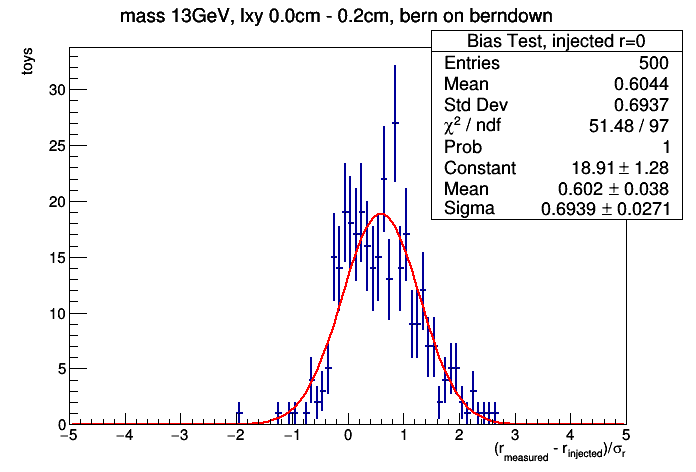 mass 13GeV, lxy 0.0cm - 0.2cm, bern on berndown
toys
Bias Test, injected r=0
Entries 500
Mean 0.6044
Std Dev 0.6937
χ² / ndf 51.48 / 97
Prob 1
Constant 18.91 ± 1.28
Mean 0.602 ± 0.038
Sigma 0.6939 ± 0.0271
30
25
20
15
10
5
0
−5 −4 −3 −2 −1 0 1 2 3 4 5
(r_measured - r_injected)/σ_r